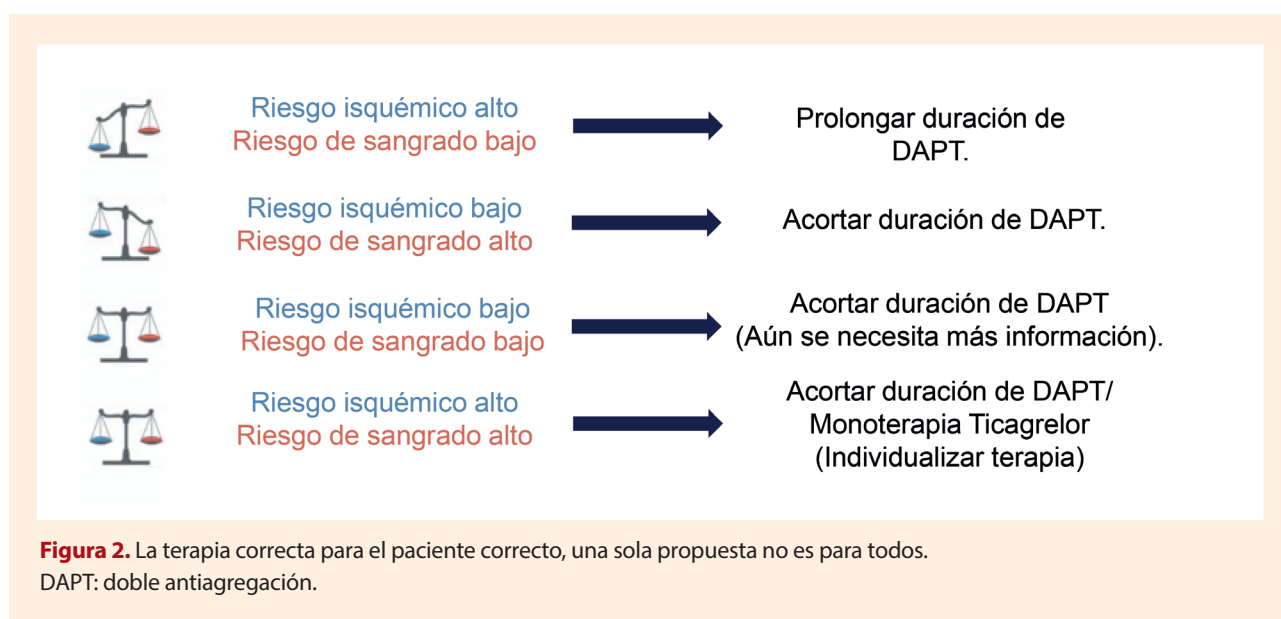 Riesgo isquémico alto
Riesgo de sangrado bajo
Prolongar duración de
DAPT.
Riesgo isquémico bajo
Riesgo de sangrado alto
Acortar duración de DAPT.
Riesgo isquémico bajo
Riesgo de sangrado bajo
Acortar duración de DAPT
(Aún se necesita más información).
Riesgo isquémico alto
Riesgo de sangrado alto
Acortar duración de DAPT/
Monoterapia Ticagrelor
(Individualizar terapia)
Figura 2. La terapia correcta para el paciente correcto, una sola propuesta no es para todos.
DAPT: doble antiagregación.